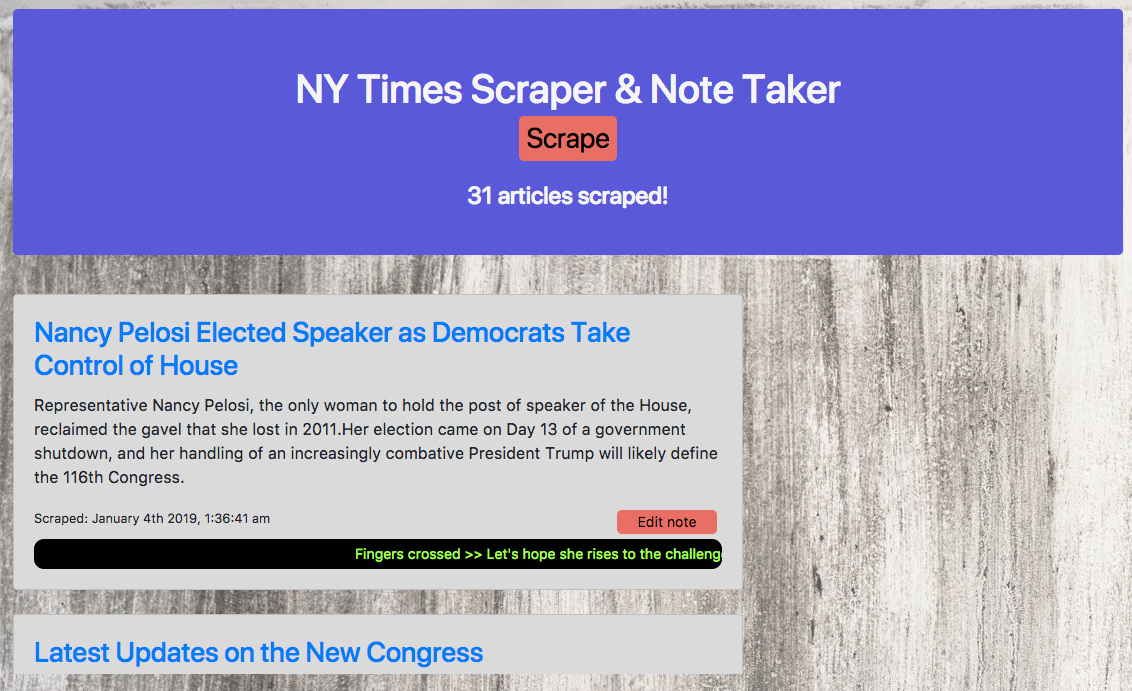 NY Times Scraper & Note Taker
Scrape
31 articles scraped!
Nancy Pelosi Elected Speaker as Democrats Take
Control of House
Representative Nancy Pelosi, the only woman to hold the post of speaker of the House,
reclaimed the gavel that she lost in 2011.Her election came on Day 13 of a government
shutdown, and her handling of an increasingly combative President Trump will likely define
the 116th Congress.
Scraped: January 4th 2019, 1:36:41 am
Edit note
Fingers crossed >> Let's hope she rises to the challeng
Latest Updates on the New Congress